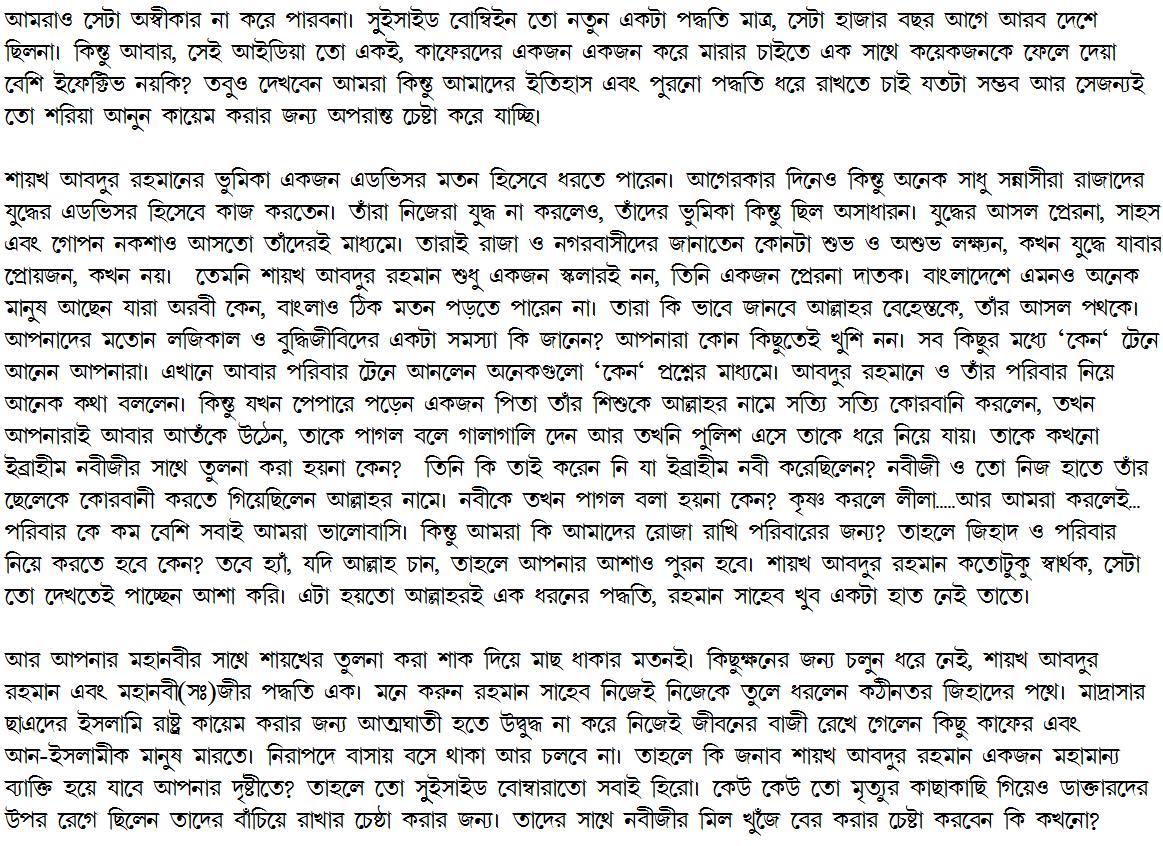 আমরাও সেটা অস্বীকার না করে পারবনা। সুইসাইড বোম্বিইন তো নতুন একটা পদ্ধতি মাত্র, সেটা হাজার বছর আগে আরব দেশে
ছিলনা। কিন্তু আবার, সেই আইডিয়া তো একই, কাফেরদের একজন একজন করে মারার চাইতে এক সাথে কয়েকজনকে ফেলে দেয়া
বেশি ইফেক্টিভ নয়কি? তবুও দেখবেন আমরা কিন্তু আমাদের ইতিহাস এবং পুরনো পদ্ধতি ধরে রাখতে চাই যতটা সম্ভব আর সেজন্যই
তো শরিয়া আনুন কায়েম করার জন্য অপরান্ত চেষ্টা করে যাচ্ছি।
শায়খ আবদুর রহমানের ভুমিকা একজন এডভিসর মতন হিসেবে ধরতে পারেন। আগেরকার দিনেও কিন্তু অনেক সাধু সন্নাসীরা রাজাদের
যুদ্ধের এডভিসর হিসেবে কাজ করতেন। তাঁরা নিজেরা যুদ্ধ না করলেও, তাঁদের ভুমিকা কিন্তু ছিল অসাধারন। যুদ্ধের আসল প্রেরনা, সাহস
এবং গোপন নকশাও আসতো তাঁদেরই মাধ্যমে। তারাই রাজা ও নগরবাসীদের জানাতেন কোনটা শুভ ও অশুভ লক্ষ্যন, কখন যুদ্ধে যাবার
প্রোয়জন, কখন নয়। তেমনি শায়খ আবদুর রহমান শুধু একজন স্কলারই নন, তিনি একজন প্রেরনা দাতক। বাংলাদেশে এমনও অনেক
মানুষ আছেন যারা অরবী কেন, বাংলাও ঠিক মতন পড়তে পারেন না। তারা কি ভাবে জানবে আল্লাহর বেহেস্তকে, তাঁর আসল পথকে।
আপনাদের মতোন লজিকাল ও বুদ্ধিজীবিদের একটা সমস্যা কি জানেন? আপনারা কোন কিছুতেই খুশি নন। সব কিছুর মধ্যে ‘কেন‘ টেনে
আনেন আপনারা। এখানে আবার পরিবার টেনে আনলেন অনেকগুলো ‘কেন‘ প্রশ্নের মাধ্যমে। আবদুর রহমানে ও তাঁর পরিবার নিয়ে
আনেক কথা বললেন। কিন্তু যখন পেপারে পড়েন একজন পিতা তাঁর শিশুকে আল্লাহর নামে সত্যি সত্যি কোরবানি করলেন, তখন
আপনারাই আবার আতঁকে উঠেন, তাকে পাগল বলে গালাগালি দেন আর তখনি পুলিশ এসে তাকে ধরে নিয়ে যায়। তাকে কখনো
ইব্রাহীম নবীজীর সাথে তুলনা করা হয়না কেন? তিনি কি তাই করেন নি যা ইব্রাহীম নবী করেছিলেন? নবীজী ও তো নিজ হাতে তাঁর
ছেলেকে কোরবানী করতে গিয়েছিলেন আল্লাহর নামে। নবীকে তখন পাগল বলা হয়না কেন? কৃষ্ণ করলে লীলা.....আর আমরা করলেই...
পরিবার কে কম বেশি সবাই আমরা ভালোবাসি। কিন্তু আমরা কি আমাদের রোজা রাখি পরিবারের জন্য? তাহলে জিহাদ ও পরিবার
নিয়ে করতে হবে কেন? তবে হ্যাঁ, যদি আল্লাহ চান, তাহলে আপনার আশাও পুরন হবে। শায়খ আবদুর রহমান কতোটুকু স্বার্থক, সেটা
তো দেখতেই পাচ্ছেন আশা করি। এটা হয়তো আল্লাহরই এক ধরনের পদ্ধতি, রহমান সাহেব খুব একটা হাত নেই তাতে।
আর আপনার মহানবীর সাথে শায়খের তুলনা করা শাক দিয়ে মাছ ধাকার মতনই। কিছুক্ষনের জন্য চলুন ধরে নেই, শায়খ আবদুর
রহমান এবং মহানবী(সঃ)জীর পদ্ধতি এক। মনে করুন রহমান সাহেব নিজেই নিজেকে তুলে ধরলেন কঠীনতর জিহাদের পথে। মাদ্রাসার
ছাএদের ইসলামি রাষ্ট্র কায়েম করার জন্য আত্মঘাতী হতে উদ্বুদ্ধ না করে নিজেই জীবনের বাজী রেখে গেলেন কিছু কাফের এবং
আন-ইসলামীক মানুষ মারতে। নিরাপদে বাসায় বসে থাকা আর চলবে না। তাহলে কি জনাব শায়খ আবদুর রহমান একজন মহামান্য
ব্যাক্তি হয়ে যাবে আপনার দৃষ্টীতে? তাহলে তো সুইসাইড বোম্বারাতো সবাই হিরো। কেউ কেউ তো মৃত্যুর কাছাকাছি গিয়েও ডাক্তারদের
উপর রেগে ছিলেন তাদের বাঁচিয়ে রাখার চেষ্ঠা করার জন্য। তাদের সাথে নবীজীর মিল খুঁজে বের করার চেষ্টা করবেন কি কখনো?